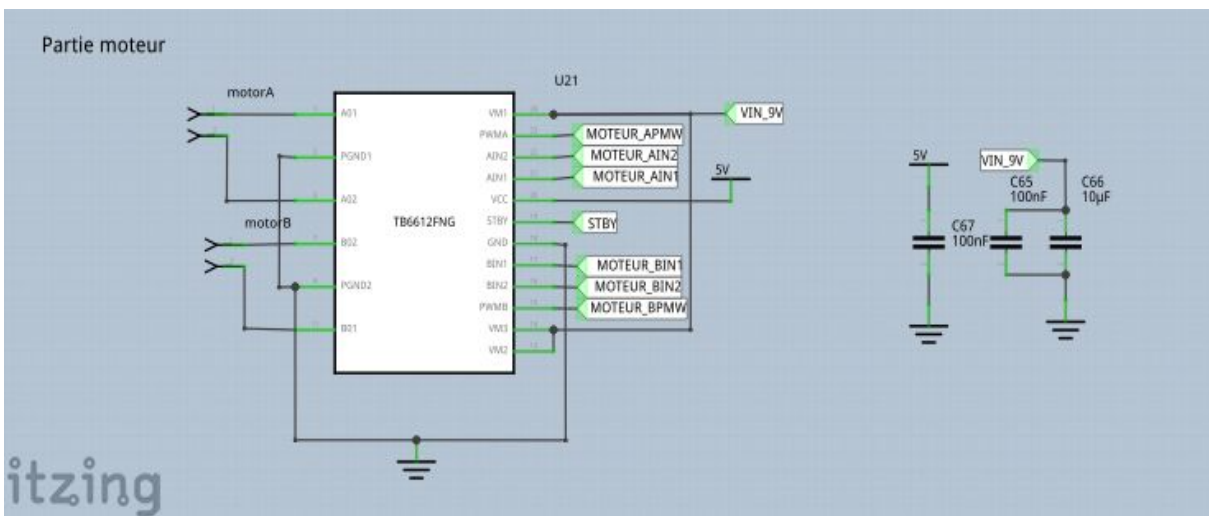 Partie moteur
U21
motorA
A01
VM1
VIN_9V
PWMA
MOTEUR_APMW
PGND1
AIN2
MOTEUR_AIN2
AIN1
MOTEUR_AIN1
A02
VCC
5V
motorB
TB6612FNG
STBY
STBY
B02
GND
BIN1
MOTEUR_BIN1
PGND2
BIN2
MOTEUR_BIN2
PWMB
MOTEUR_BPMW
B01
VM3
VM2
5V
VIN_9V
C65
100nF
C66
10µF
C67
100nF
itzing